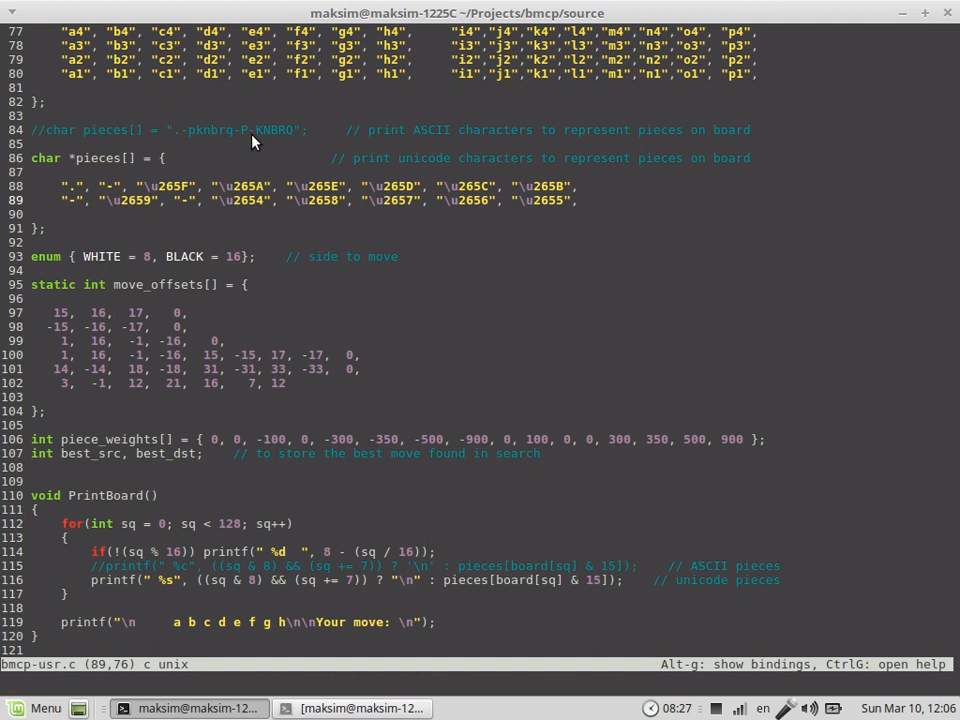 maksim@maksim-1225C ~/Projects/bmcp/source
77     "a4", "b4", "c4", "d4", "e4", "f4", "g4", "h4",      "i4","j4","k4","l4","m4","n4","o4", "p4",
78     "a3", "b3", "c3", "d3", "e3", "f3", "g3", "h3",      "i3","j3","k3","l3","m3","n3","o3", "p3",
79     "a2", "b2", "c2", "d2", "e2", "f2", "g2", "h2",      "i2","j2","k2","l2","m2","n2","o2", "p2",
80     "a1", "b1", "c1", "d1", "e1", "f1", "g1", "h1",      "i1","j1","k1","l1","m1","n1","o1", "p1",
81
82 };
83
84 //char pieces[] = ".-pknbrq-P-KNBRQ";     // print ASCII characters to represent pieces on board
85
86 char *pieces[] = {                      // print unicode characters to represent pieces on board
87
88     ".", "-", "\u265F", "\u265A", "\u265E", "\u265D", "\u265C", "\u265B",
89     "-", "\u2659", "-", "\u2654", "\u2658", "\u2657", "\u2656", "\u2655",
90
91 };
92
93 enum { WHITE = 8, BLACK = 16};    // side to move
94
95 static int move_offsets[] = {
96
97    15,  16,  17,   0,
98   -15, -16, -17,   0,
99     1,  16,  -1, -16,   0,
100    1,  16,  -1, -16,  15, -15, 17, -17,  0,
101   14, -14,  18, -18,  31, -31, 33, -33,  0,
102    3,  -1,  12,  21,  16,   7, 12
103
104 };
105
106 int piece_weights[] = { 0, 0, -100, 0, -300, -350, -500, -900, 0, 100, 0, 0, 300, 350, 500, 900 };
107 int best_src, best_dst;    // to store the best move found in search
108
109
110 void PrintBoard()
111 {
112     for(int sq = 0; sq < 128; sq++)
113     {
114         if(!(sq % 16)) printf(" %d  ", 8 - (sq / 16));
115         //printf(" %c", ((sq & 8) && (sq += 7)) ? '\n' : pieces[board[sq] & 15]);    // ASCII pieces
116         printf(" %s", ((sq & 8) && (sq += 7)) ? "\n" : pieces[board[sq] & 15]);    // unicode pieces
117     }
118
119     printf("\n     a b c d e f g h\n\nYour move: \n");
120 }
121
bmcp-usr.c (89,76) c unix     Alt-g: show bindings, CtrlG: open help
Menu     maksim@maksim-12...     [maksim@maksim-12...     08:27     en     Sun Mar 10, 12:06